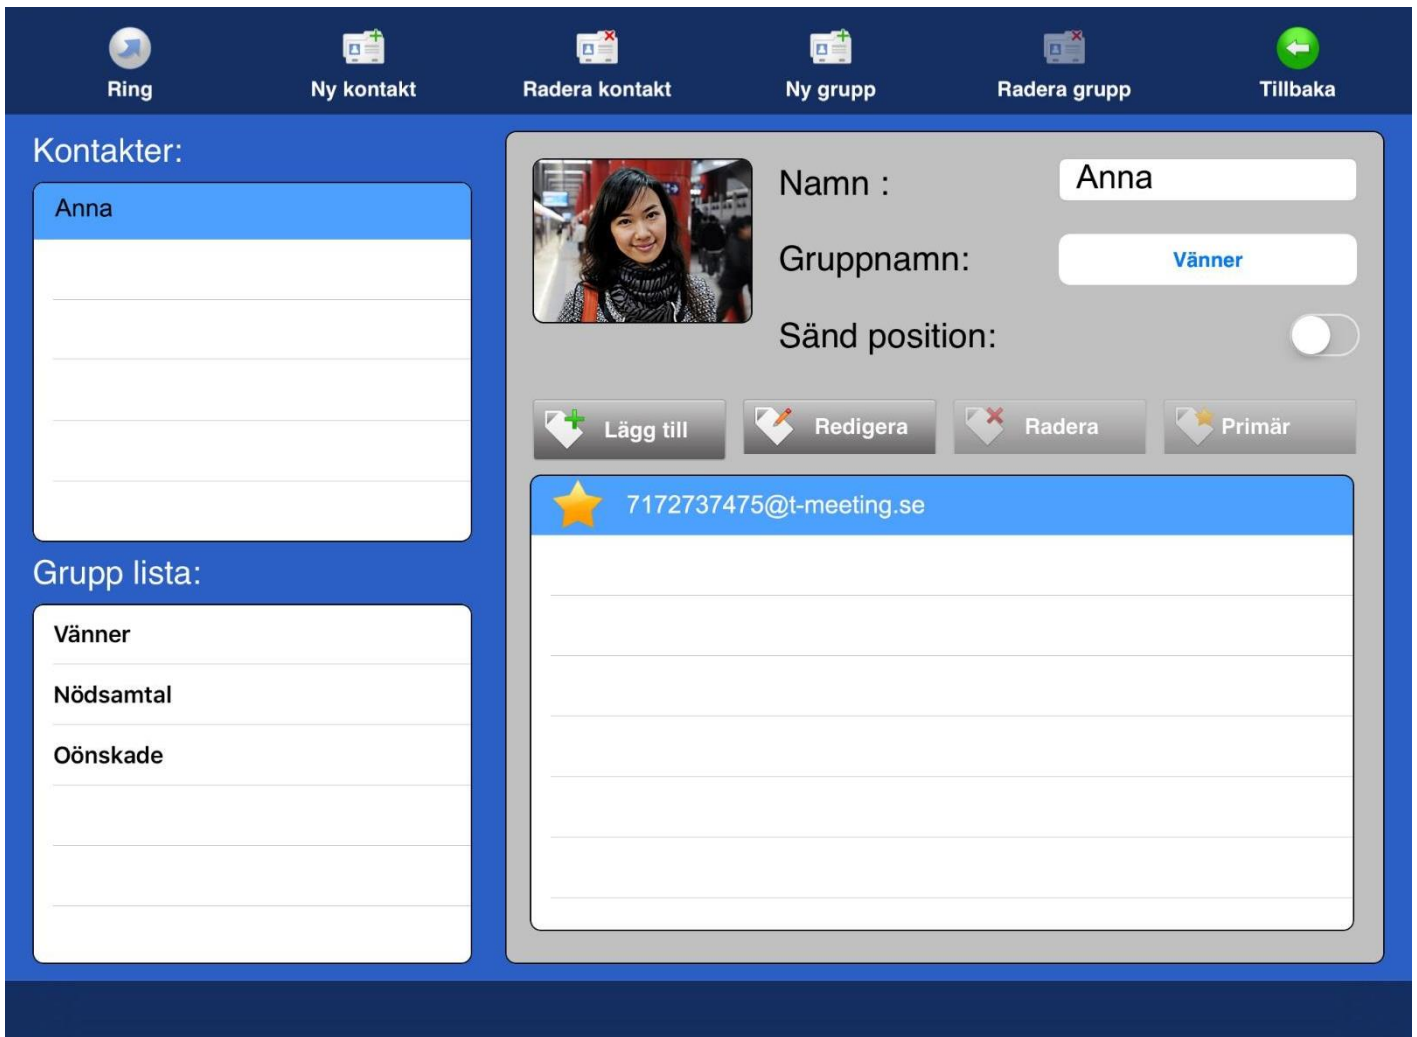 Ring
Ny kontakt
Radera kontakt
Ny grupp
Radera grupp
Tillbaka
Kontakter:
Anna
Grupp lista:
Vänner
Nödsamtal
Oönskade
Namn :
Anna
Gruppnamn:
Vänner
Sänd position:
Lägg till
Redigera
Radera
Primär
7172737475@t-meeting.se